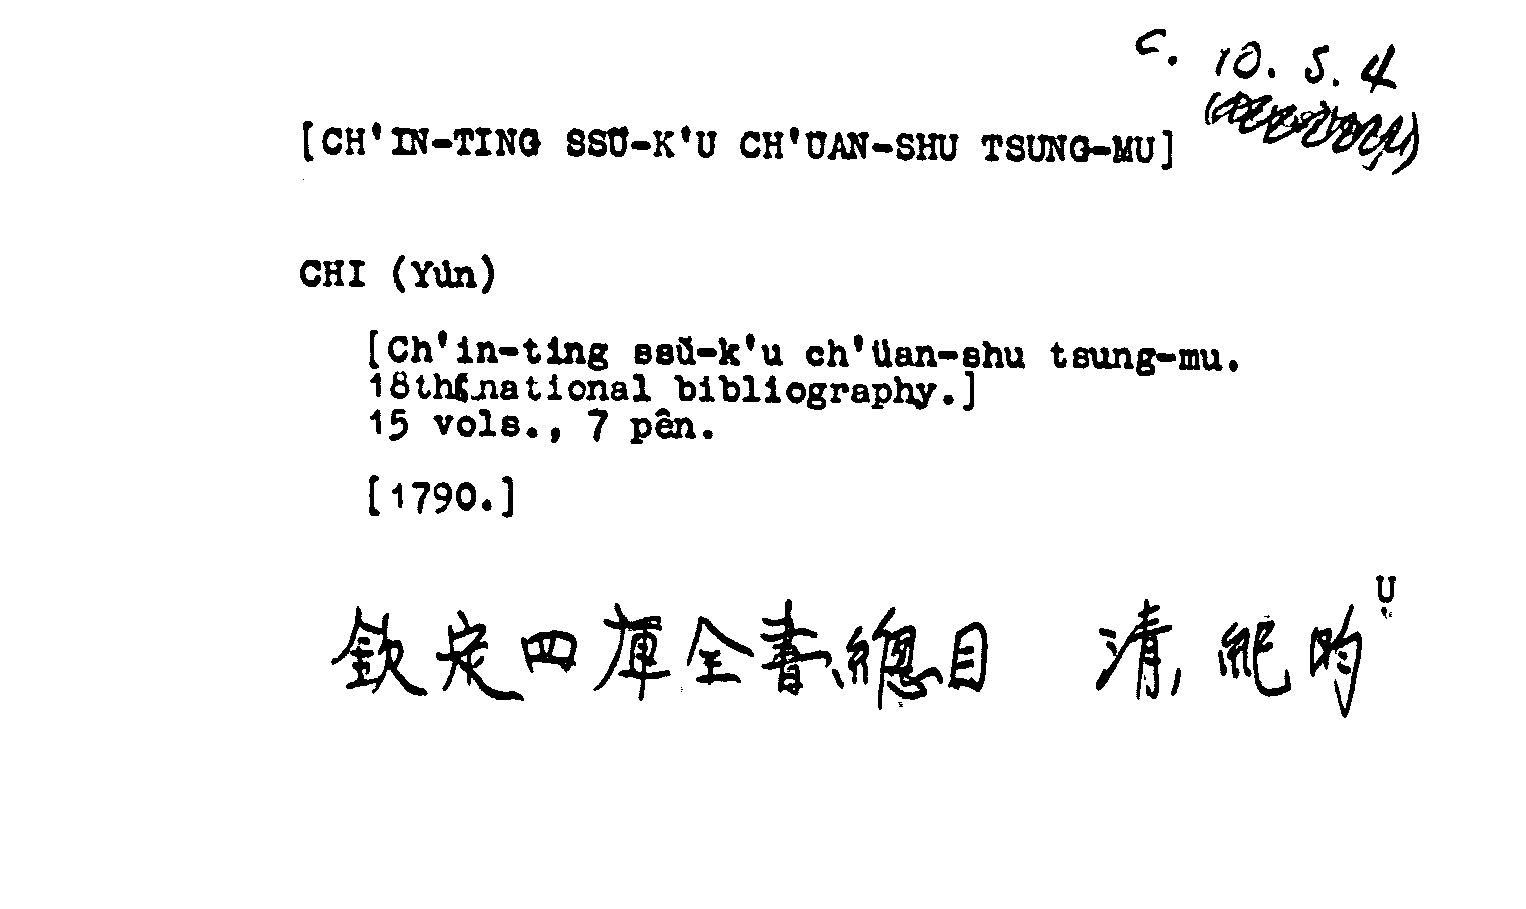 C. 10. 5. 4
[CH'IN-TING SSŬ-K'U CH'ÜAN-SHU TSUNG-MU]
CHI (Yün)
[Ch'in-ting ssŭ-k'u ch'üan-shu tsung-mu.
18th national bibliography.]
15 vols., 7 pên.
[1790.]
U
欽定四庫全書總目 清, 紀昀